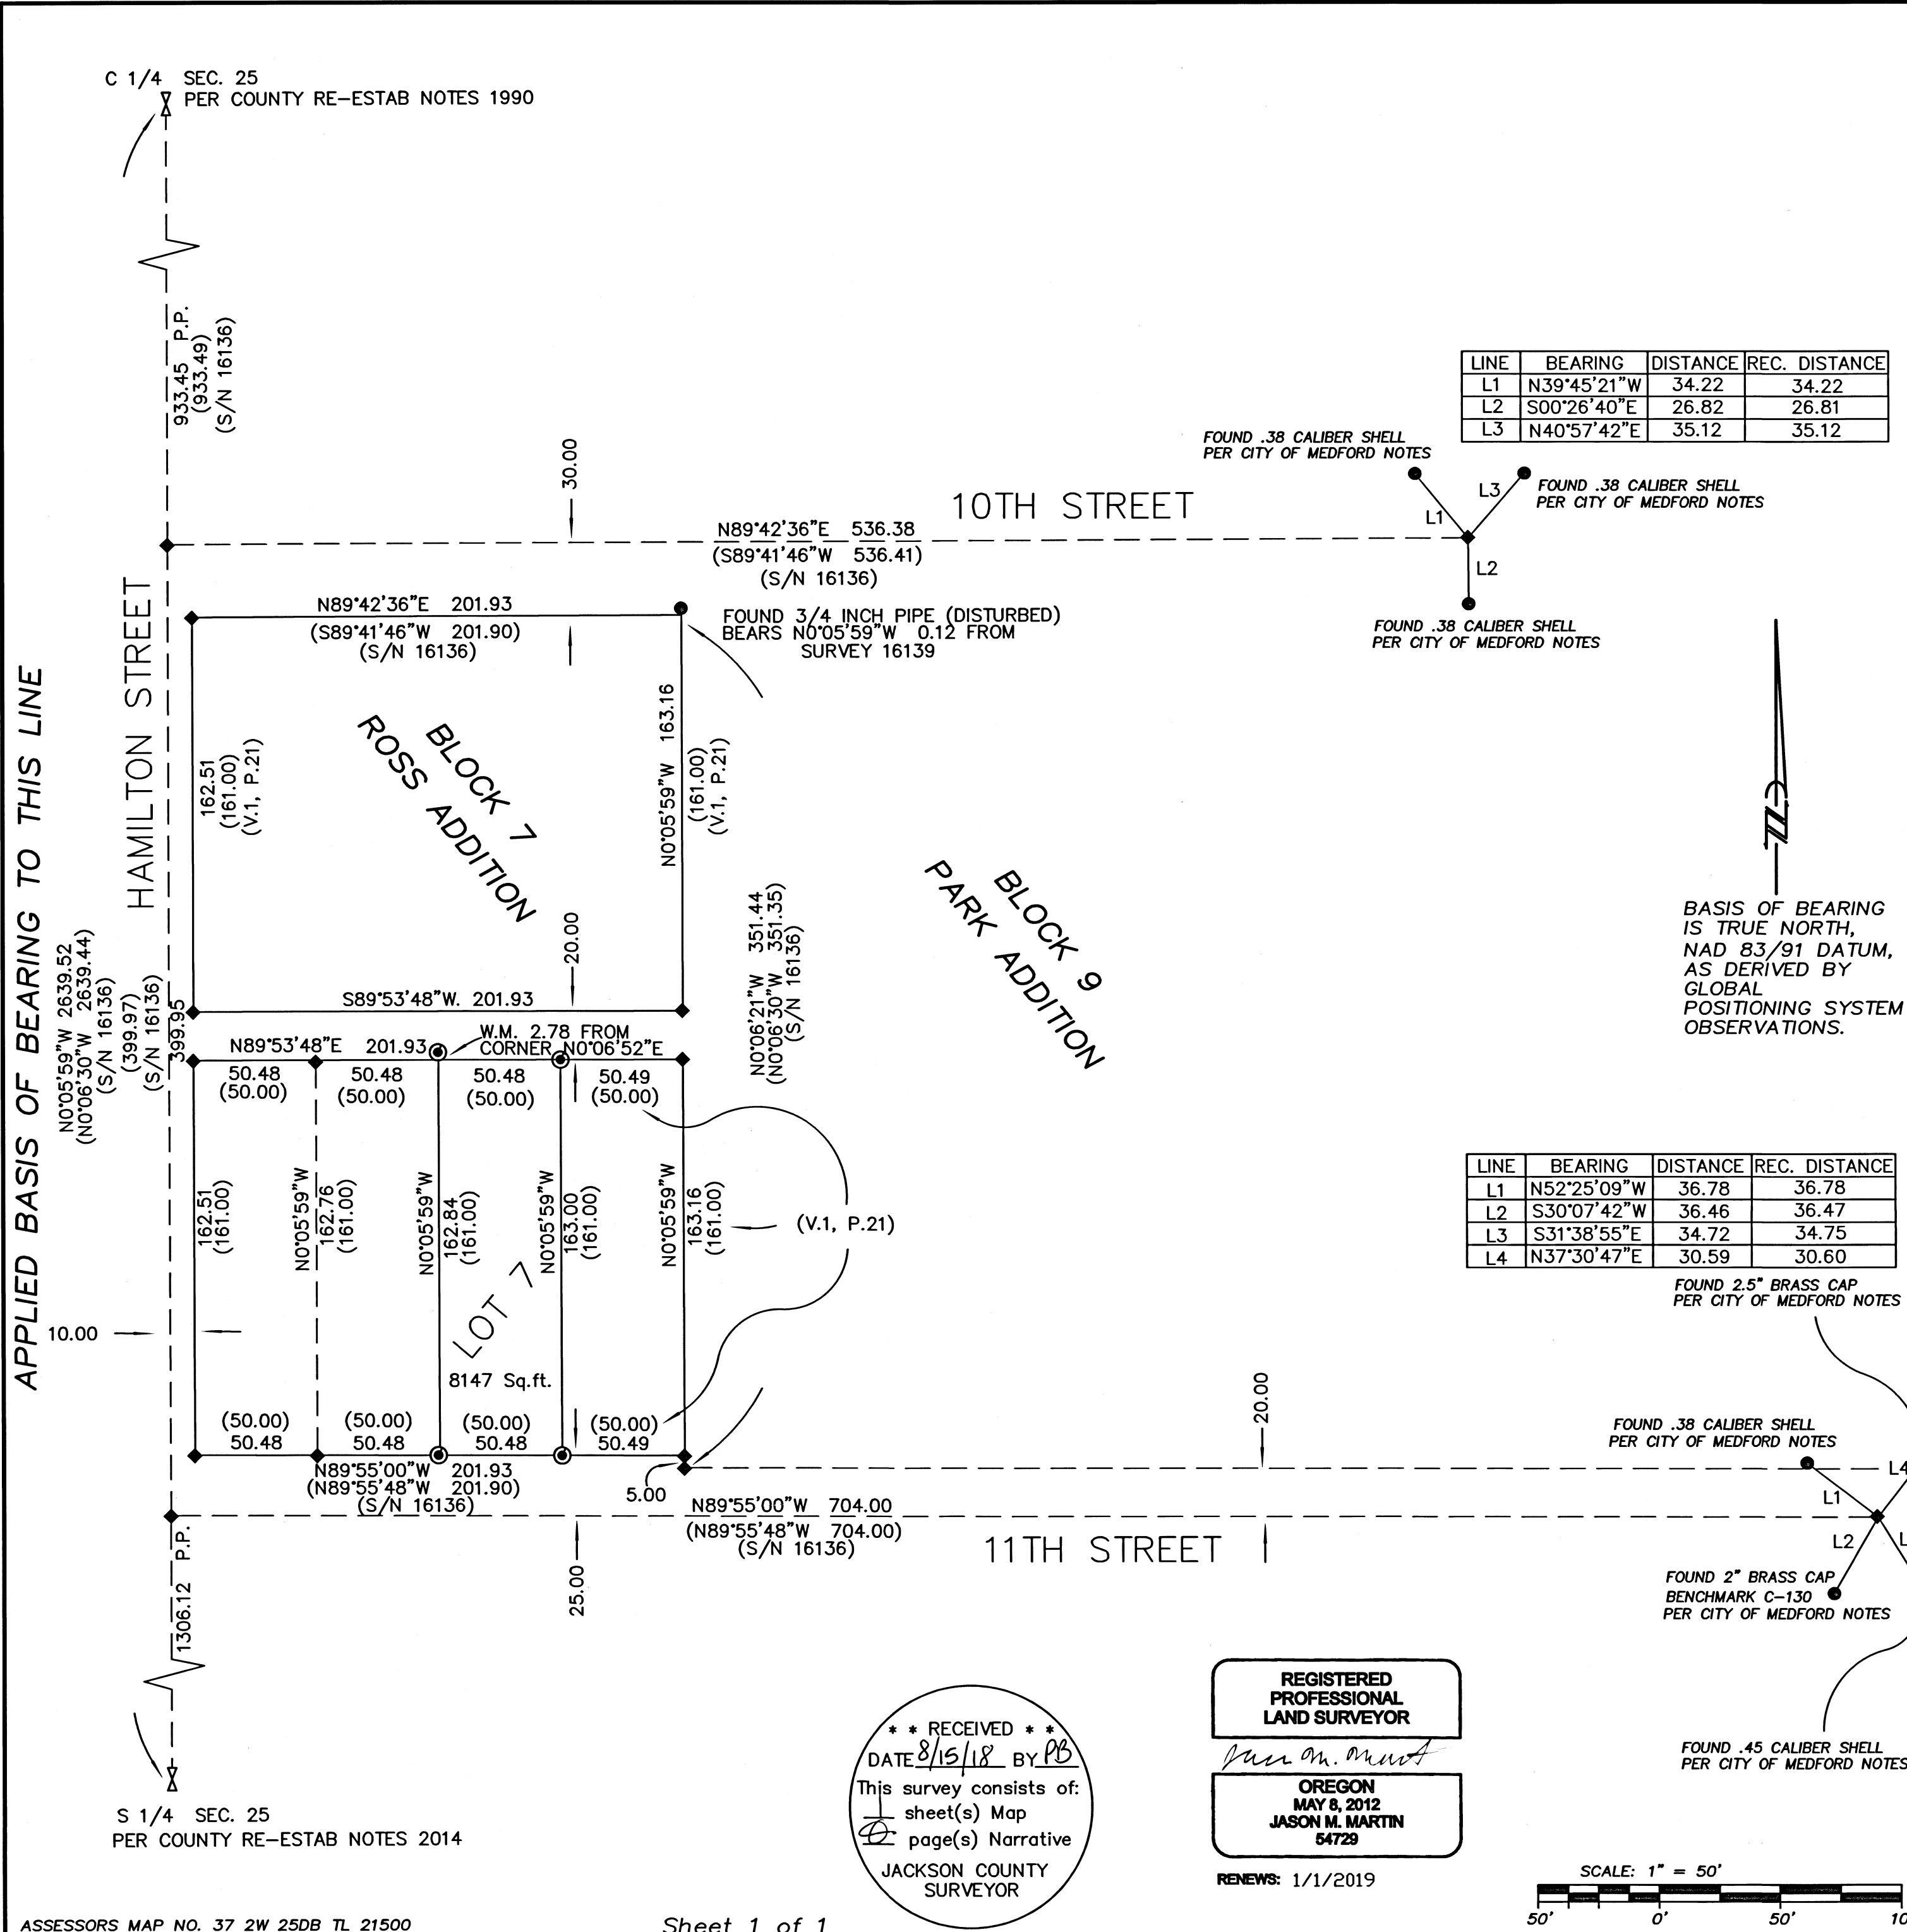 C 1/4 SEC. 25
PER COUNTY RE-ESTAB NOTES 1990
933.45 P.P.
(933.49)
(S/N 16136)
LINE BEARING DISTANCE REC. DISTANCE
L1 N39°45'21"W 34.22 34.22
L2 S00°26'40"E 26.82 26.81
L3 N40°57'42"E 35.12 35.12
FOUND .38 CALIBER SHELL
PER CITY OF MEDFORD NOTES
FOUND .38 CALIBER SHELL
PER CITY OF MEDFORD NOTES
L1
L3
L2
FOUND .38 CALIBER SHELL
PER CITY OF MEDFORD NOTES
30.00
10TH STREET
N89°42'36"E 536.38
(S89°41'46"W 536.41)
(S/N 16136)
N89°42'36"E 201.93
(S89°41'46"W 201.90)
(S/N 16136)
FOUND 3/4 INCH PIPE (DISTURBED)
BEARS N0°05'59"W 0.12 FROM
SURVEY 16139
APPLIED BASIS OF BEARING TO THIS LINE
HAMILTON STREET
N0°05'59"W 2639.52
(N0°06'30"W 2639.44)
(S/N 16136)
(399.97)
(S/N 16136)
399.95
162.51
(161.00)
(V.1, P.21)
BLOCK 7
ROSS ADDITION
N0°05'59"W 163.16
(161.00)
(V.1, P.21)
20.00
S89°53'48"W. 201.93
N0°06'21"W 351.44
(N0°06'30"W 351.35)
(S/N 16136)
BLOCK 9
PARK ADDITION
BASIS OF BEARING
IS TRUE NORTH,
NAD 83/91 DATUM,
AS DERIVED BY
GLOBAL
POSITIONING SYSTEM
OBSERVATIONS.
N89°53'48"E 201.93
W.M. 2.78 FROM
CORNER N0°06'52"E
50.48 50.48 50.48 50.49
(50.00) (50.00) (50.00) (50.00)
162.51
(161.00)
N0°05'59"W
162.76
(161.00)
N0°05'59"W
162.84
(161.00)
N0°05'59"W
163.00
(161.00)
N0°05'59"W
163.16
(161.00)
(V.1, P.21)
LOT 7
8147 Sq.ft.
10.00
(50.00) (50.00) (50.00) (50.00)
50.48 50.48 50.48 50.49
N89°55'00"W 201.93
(N89°55'48"W 201.90)
(S/N 16136)
5.00
N89°55'00"W 704.00
(N89°55'48"W 704.00)
(S/N 16136)
11TH STREET
20.00
25.00
LINE BEARING DISTANCE REC. DISTANCE
L1 N52°25'09"W 36.78 36.78
L2 S30°07'42"W 36.46 36.47
L3 S31°38'55"E 34.72 34.75
L4 N37°30'47"E 30.59 30.60
FOUND 2.5" BRASS CAP
PER CITY OF MEDFORD NOTES
FOUND .38 CALIBER SHELL
PER CITY OF MEDFORD NOTES
L4
L1
L2
L
FOUND 2" BRASS CAP
BENCHMARK C-130
PER CITY OF MEDFORD NOTES
FOUND .45 CALIBER SHELL
PER CITY OF MEDFORD NOTES
1306.12 P.P.
S 1/4 SEC. 25
PER COUNTY RE-ESTAB NOTES 2014
* * RECEIVED * *
DATE 8/15/18 BY PB
This survey consists of:
1 sheet(s) Map
page(s) Narrative
JACKSON COUNTY
SURVEYOR
REGISTERED
PROFESSIONAL
LAND SURVEYOR
OREGON
MAY 8, 2012
JASON M. MARTIN
54729
RENEWS: 1/1/2019
SCALE: 1" = 50'
50' 0' 50' 10
ASSESSORS MAP NO. 37 2W 25DB TL 21500
Sheet 1 of 1